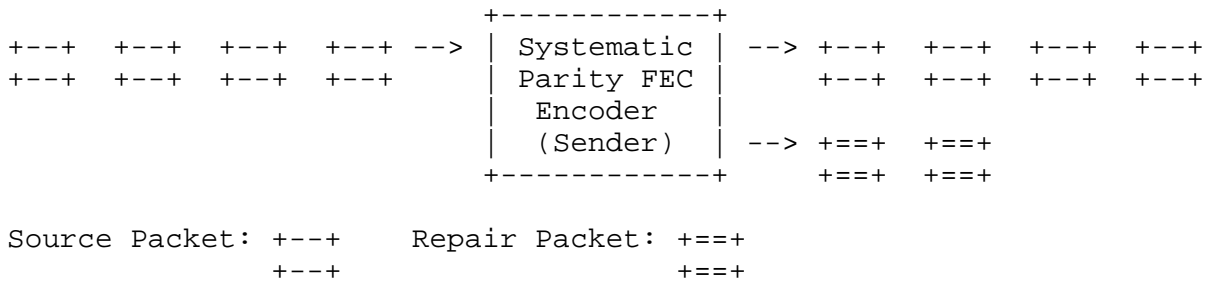 +------------+
+--+  +--+  +--+  +--+ --> | Systematic | --> +--+  +--+  +--+  +--+
+--+  +--+  +--+  +--+     | Parity FEC |     +--+  +--+  +--+  +--+
                           |  Encoder   |
                           |  (Sender)  | --> +==+  +==+
                           +------------+     +==+  +==+
Source Packet: +--+    Repair Packet: +==+
               +--+                   +==+